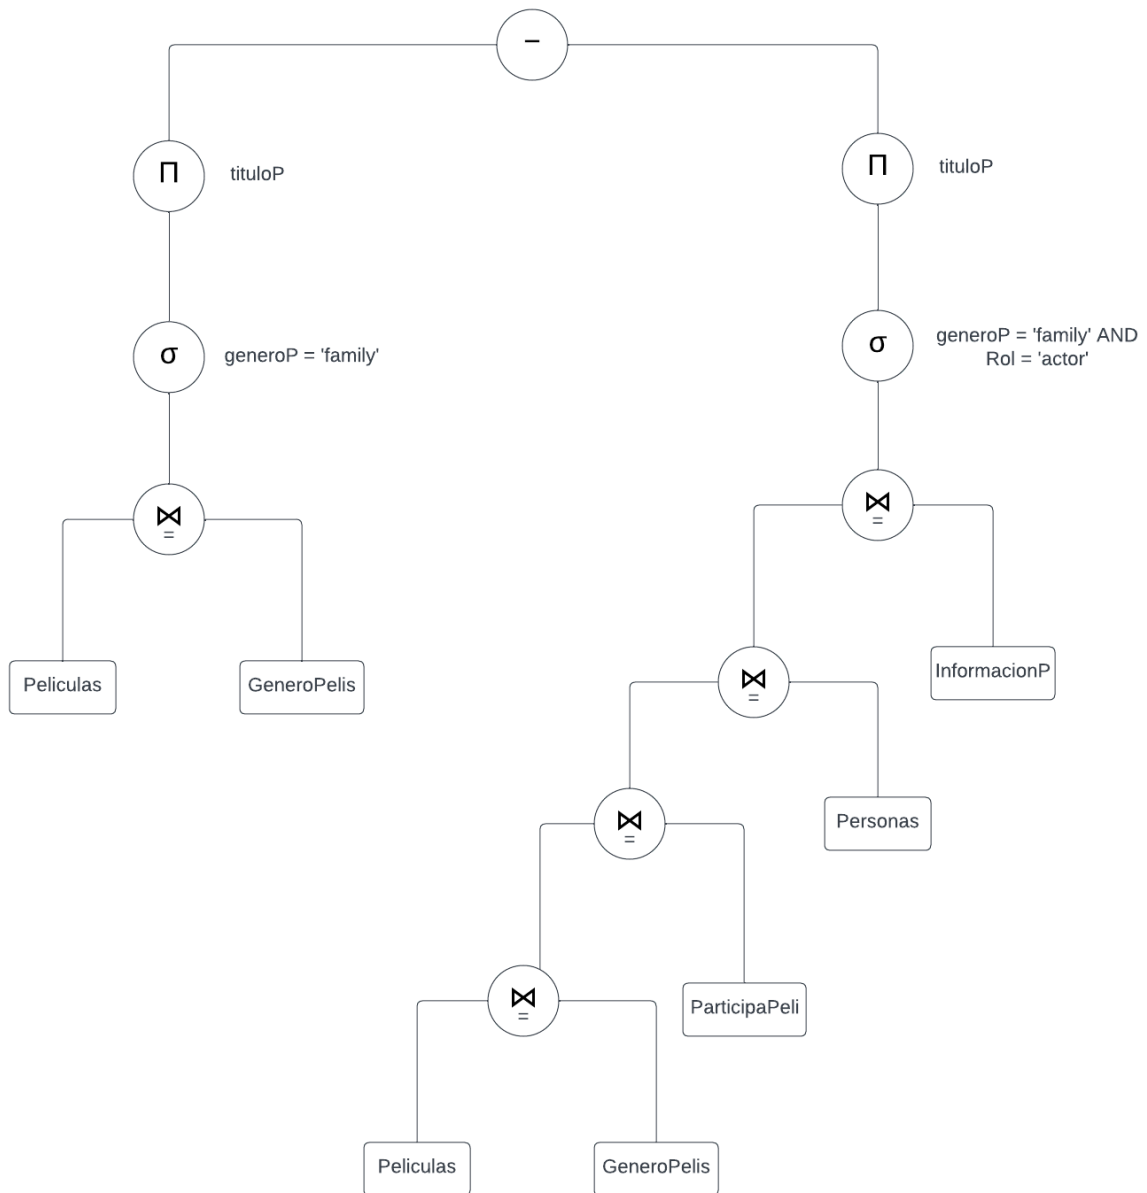 −
Π tituloP
Π tituloP
σ generoP = 'family'
σ generoP = 'family' AND
Rol = 'actor'
⋈
=
⋈
=
Peliculas
GeneroPelis
InformacionP
⋈
=
⋈
=
Personas
⋈
=
ParticipaPeli
Peliculas
GeneroPelis